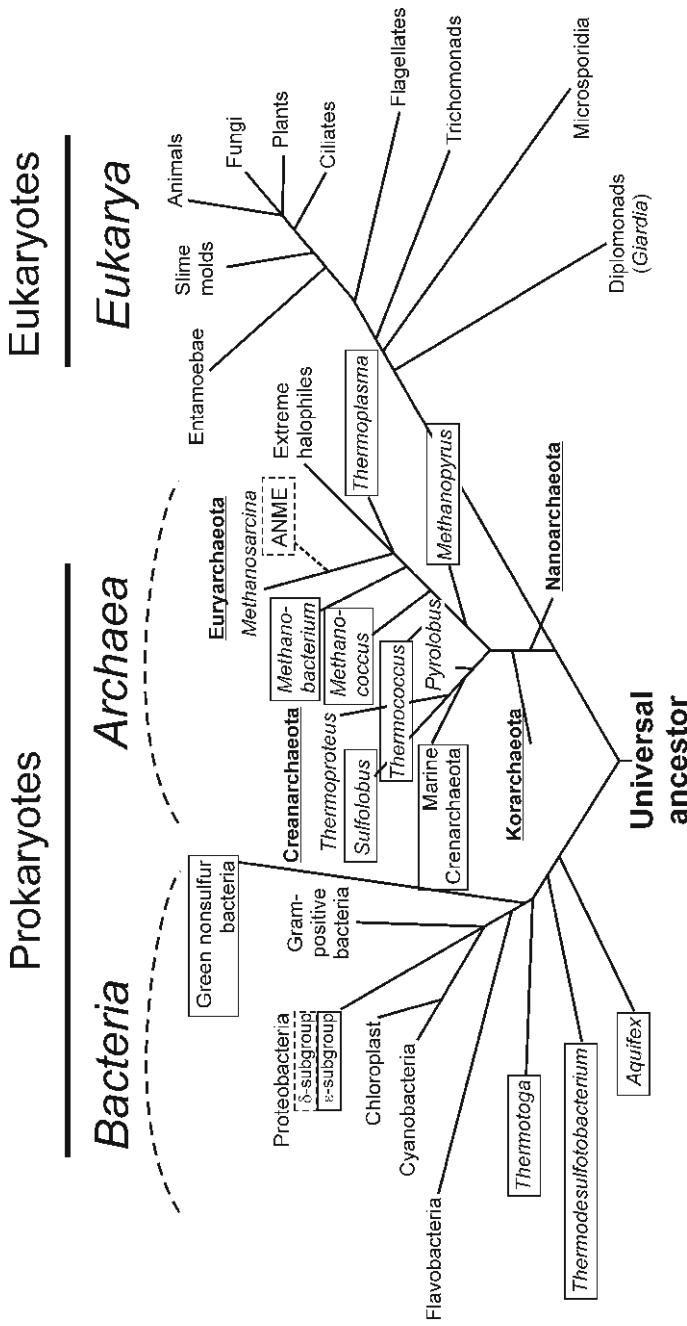 Prokaryotes
Eukaryotes
Bacteria
Archaea
Eukarya
Green nonsulfur
bacteria
Gram-
positive
bacteria
Proteobacteria
δ-subgroup
ε-subgroup
Chloroplast
Cyanobacteria
Flavobacteria
Thermotoga
Thermodesulfotobacterium
Aquifex
Creanarchaeota
Thermoproteus
Sulfolobus
Thermococcus
Pyrolobus
Marine
Crenarchaeota
Korarchaeota
Euryarchaeota
Methanosarcina
ANME
Methano-
bacterium
Methano-
coccus
Extreme
halophiles
Thermoplasma
Methanopyrus
Nanoarchaeota
Entamoebae
Slime
molds
Animals
Fungi
Plants
Ciliates
Flagellates
Trichomonads
Microsporidia
Diplomonads
(Giardia)
Universal
ancestor